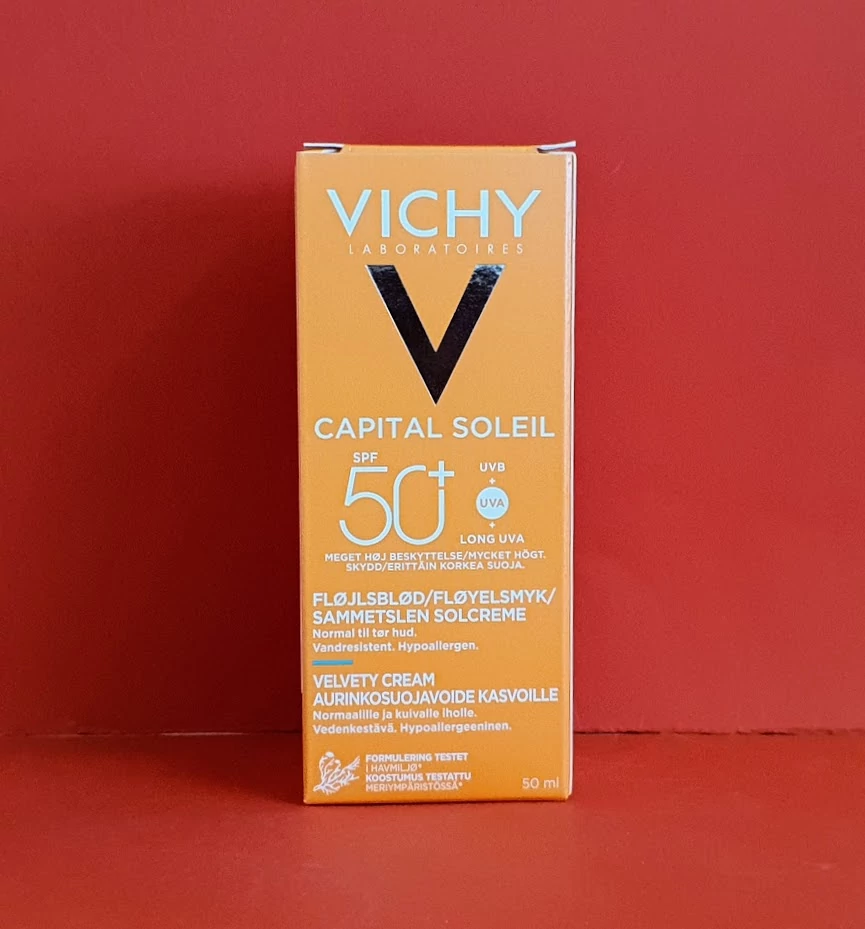 VICHY
LABORATOIRES
V
CAPITAL SOLEIL
SPF
50+
UVB
+
UVA
+
LONG UVA
MEGET HØJ BESKYTTELSE/MYCKET HÖGT.
SKYDD/ERITTÄIN KORKEA SUOJA.
FLØJLSBLØD/FLØYELSMYK/
SAMMETSLEN SOLCREME
Normal til tør hud.
Vandresistent. Hypoallergen.
VELVETY CREAM
AURINKOSUOJAVOIDE KASVOILLE
Normaalille ja kuivalle iholle.
Vedenkestävä. Hypoallergeeninen.
FORMULERING TESTET
I HAVMILJØ*
KOOSTUMUS TESTATTU
MERIYMPÄRISTÖSSÄ*
50 ml